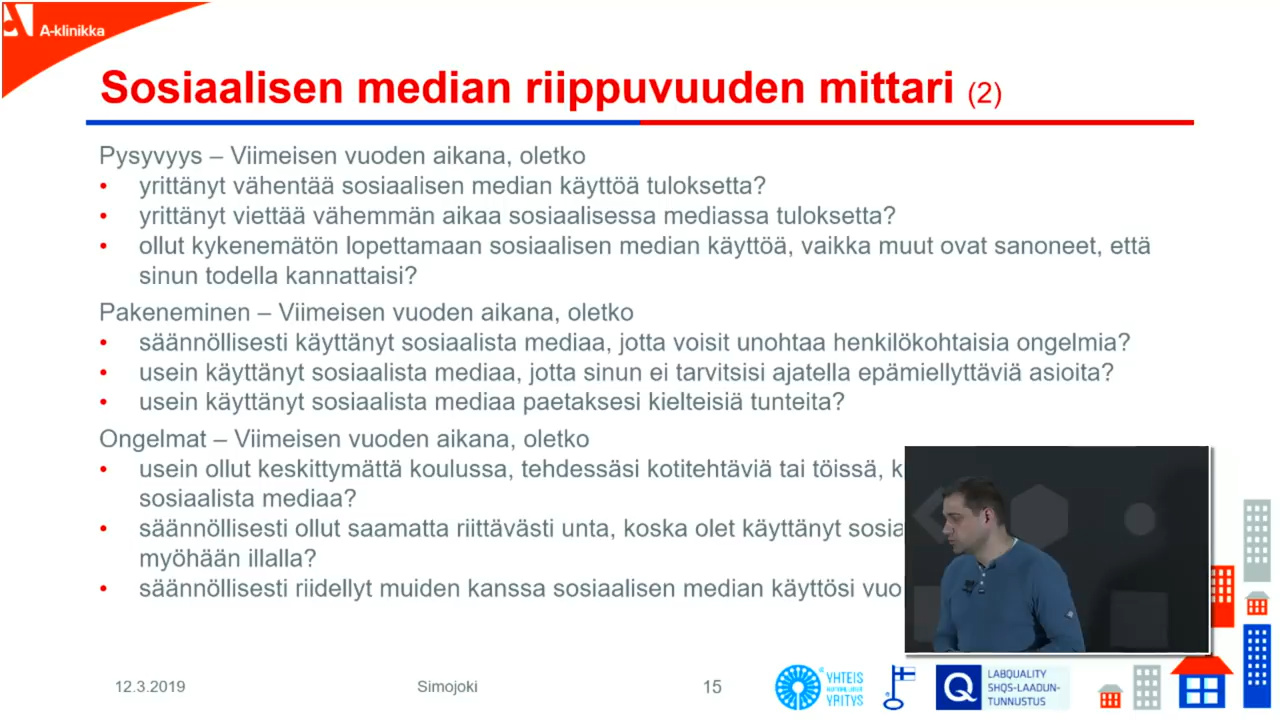 A-klinikka
Sosiaalisen median riippuvuuden mittari (2)
Pysyvyys – Viimeisen vuoden aikana, oletko
• yrittänyt vähentää sosiaalisen median käyttöä tuloksetta?
• yrittänyt viettää vähemmän aikaa sosiaalisessa mediassa tuloksetta?
• ollut kykenemätön lopettamaan sosiaalisen median käyttöä, vaikka muut ovat sanoneet, että
sinun todella kannattaisi?
Pakeneminen – Viimeisen vuoden aikana, oletko
• säännöllisesti käyttänyt sosiaalista mediaa, jotta voisit unohtaa henkilökohtaisia ongelmia?
• usein käyttänyt sosiaalista mediaa, jotta sinun ei tarvitsisi ajatella epämiellyttäviä asioita?
• usein käyttänyt sosiaalista mediaa paetaksesi kielteisiä tunteita?
Ongelmat – Viimeisen vuoden aikana, oletko
• usein ollut keskittymättä koulussa, tehdessäsi kotitehtäviä tai töissä, k
sosiaalista mediaa?
• säännöllisesti ollut saamatta riittävästi unta, koska olet käyttänyt sosia
myöhään illalla?
• säännöllisesti riidellyt muiden kanssa sosiaalisen median käyttösi vuo
12.3.2019
Simojoki
15
YHTEIS
YRITYS
Q
LABQUALITY
SHQS-LAADUN-
TUNNUSTUS